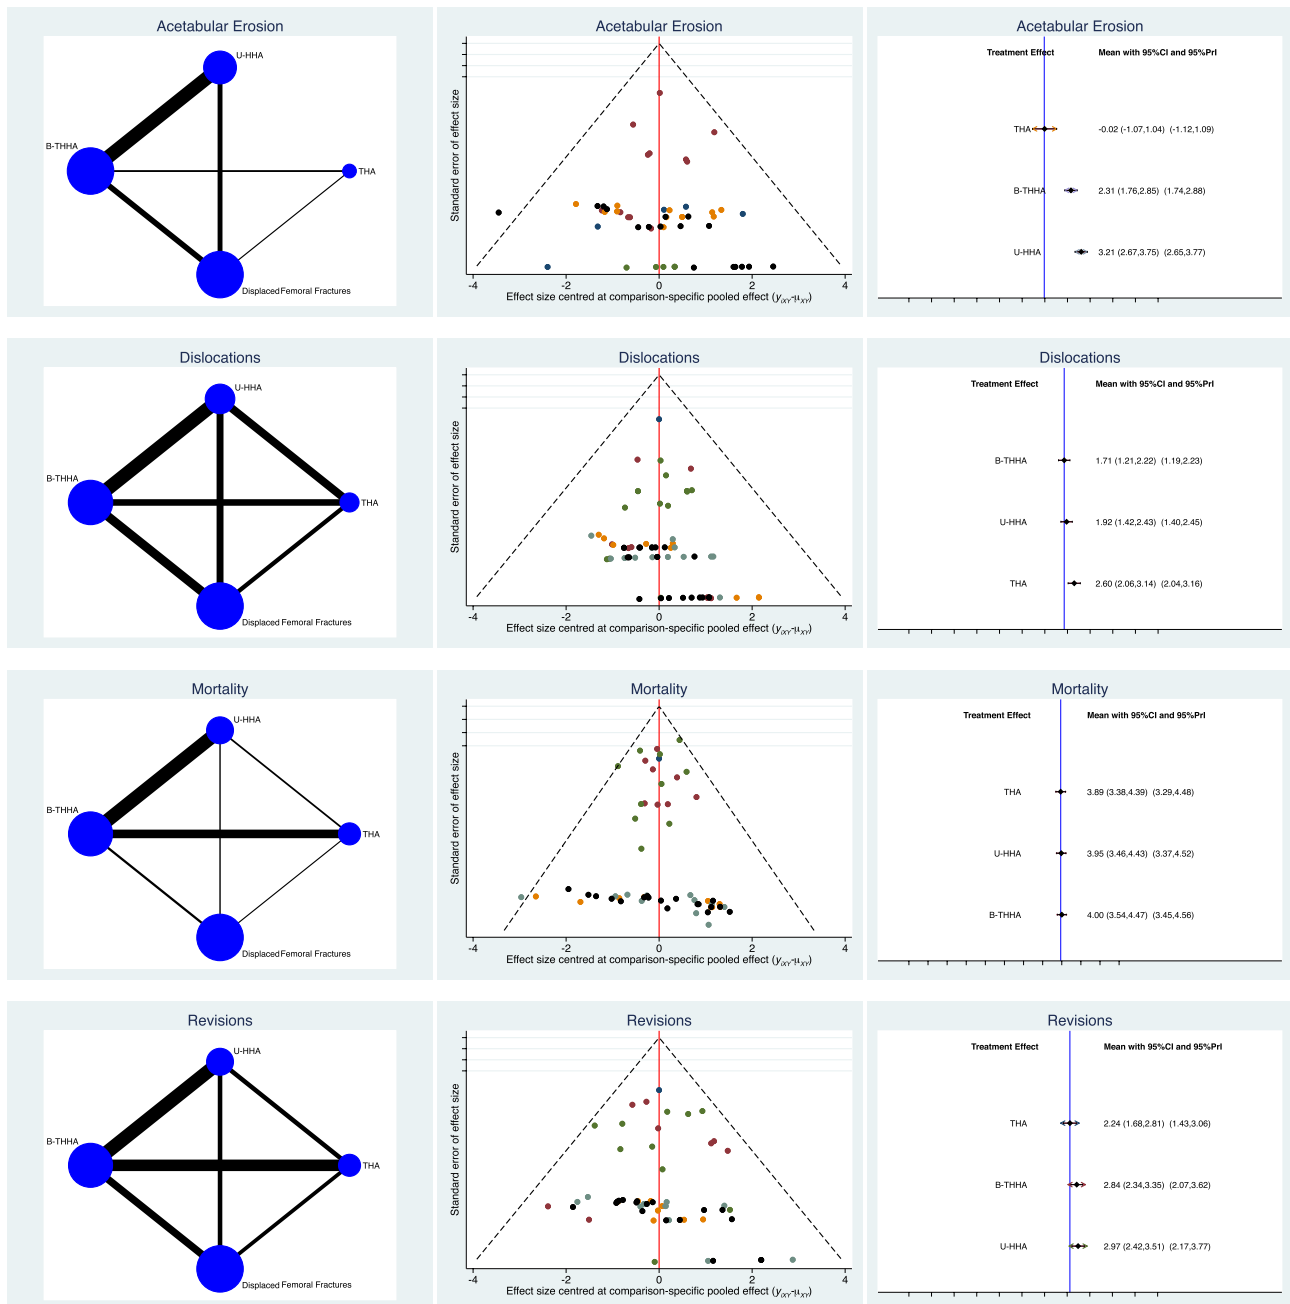 Acetabular Erosion
U-HHA
B-THHA
THA
Displaced Femoral Fractures
Acetabular Erosion
Standard error of effect size
-4 -2 0 2 4
Effect size centred at comparison-specific pooled effect (yiXY-μXY)
Acetabular Erosion
Treatment Effect Mean with 95%CI and 95%PrI
THA -0.02 (-1.07,1.04) (-1.12,1.09)
B-THHA 2.31 (1.76,2.85) (1.74,2.88)
U-HHA 3.21 (2.67,3.75) (2.65,3.77)
Dislocations
U-HHA
B-THHA
THA
Displaced Femoral Fractures
Dislocations
Standard error of effect size
-4 -2 0 2 4
Effect size centred at comparison-specific pooled effect (yiXY-μXY)
Dislocations
Treatment Effect Mean with 95%CI and 95%PrI
B-THHA 1.71 (1.21,2.22) (1.19,2.23)
U-HHA 1.92 (1.42,2.43) (1.40,2.45)
THA 2.60 (2.06,3.14) (2.04,3.16)
Mortality
U-HHA
B-THHA
THA
Displaced Femoral Fractures
Mortality
Standard error of effect size
-4 -2 0 2 4
Effect size centred at comparison-specific pooled effect (yiXY-μXY)
Mortality
Treatment Effect Mean with 95%CI and 95%PrI
THA 3.89 (3.38,4.39) (3.29,4.48)
U-HHA 3.95 (3.46,4.43) (3.37,4.52)
B-THHA 4.00 (3.54,4.47) (3.45,4.56)
Revisions
U-HHA
B-THHA
THA
Displaced Femoral Fractures
Revisions
Standard error of effect size
-4 -2 0 2 4
Effect size centred at comparison-specific pooled effect (yiXY-μXY)
Revisions
Treatment Effect Mean with 95%CI and 95%PrI
THA 2.24 (1.68,2.81) (1.43,3.06)
B-THHA 2.84 (2.34,3.35) (2.07,3.62)
U-HHA 2.97 (2.42,3.51) (2.17,3.77)